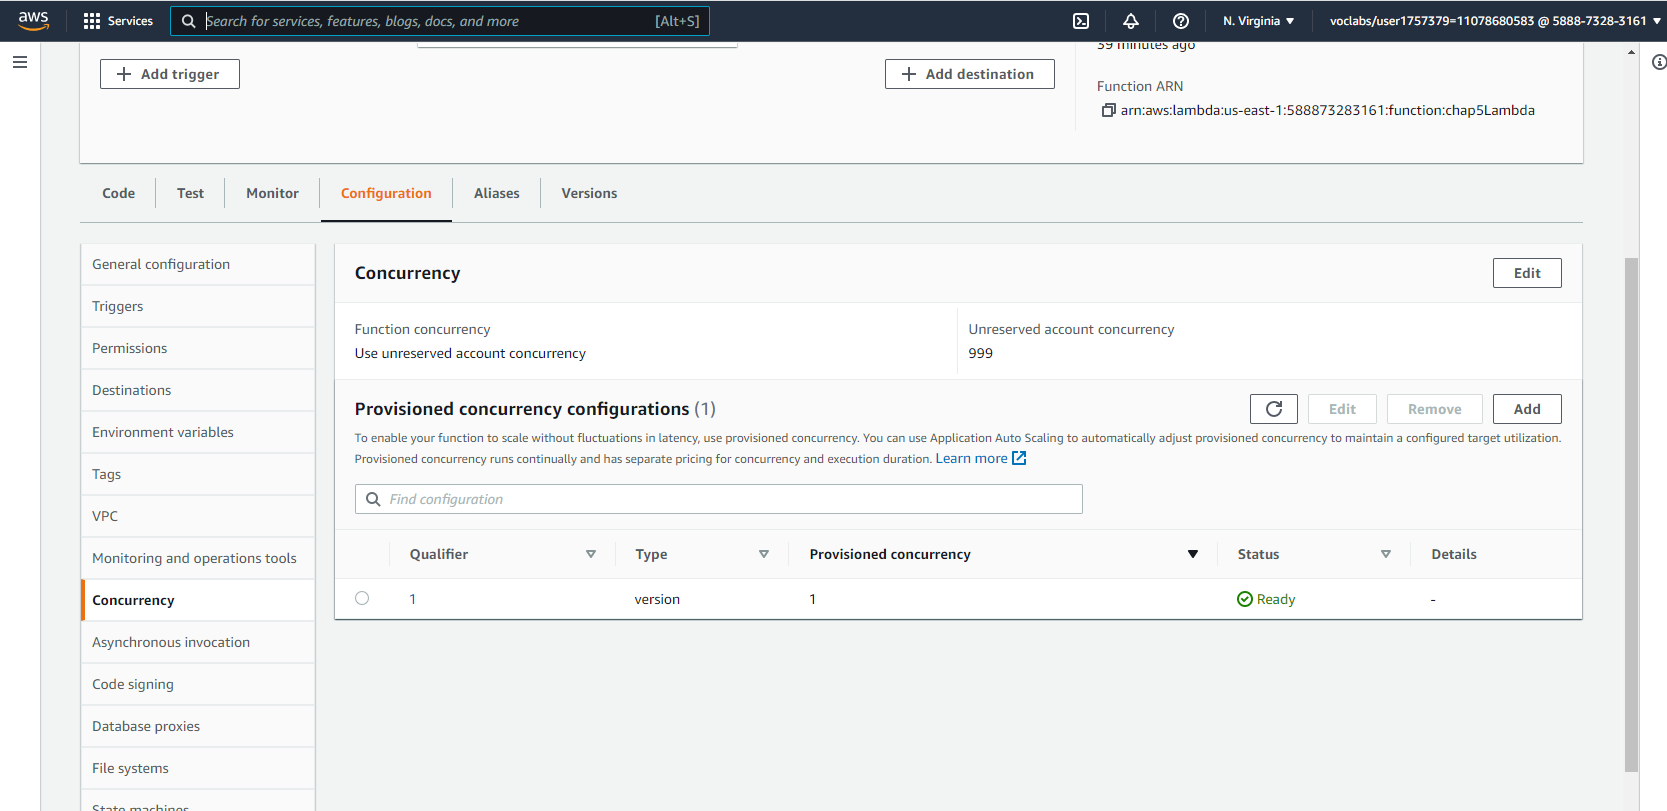 aws
Services
Search for services, features, blogs, docs, and more
[Alt+S]
N. Virginia
voclabs/user1757379=11078680583 @ 5888-7328-3161
39 minutes ago
Add trigger
Add destination
Function ARN
arn:aws:lambda:us-east-1:588873283161:function:chap5Lambda
Code
Test
Monitor
Configuration
Aliases
Versions
General configuration
Triggers
Permissions
Destinations
Environment variables
Tags
VPC
Monitoring and operations tools
Concurrency
Asynchronous invocation
Code signing
Database proxies
File systems
State machines
Concurrency
Edit
Function concurrency
Use unreserved account concurrency
Unreserved account concurrency
999
Provisioned concurrency configurations (1)
Edit
Remove
Add
To enable your function to scale without fluctuations in latency, use provisioned concurrency. You can use Application Auto Scaling to automatically adjust provisioned concurrency to maintain a configured target utilization.
Provisioned concurrency runs continually and has separate pricing for concurrency and execution duration. Learn more
Find configuration
Qualifier
Type
Provisioned concurrency
Status
Details
1
version
1
Ready
-